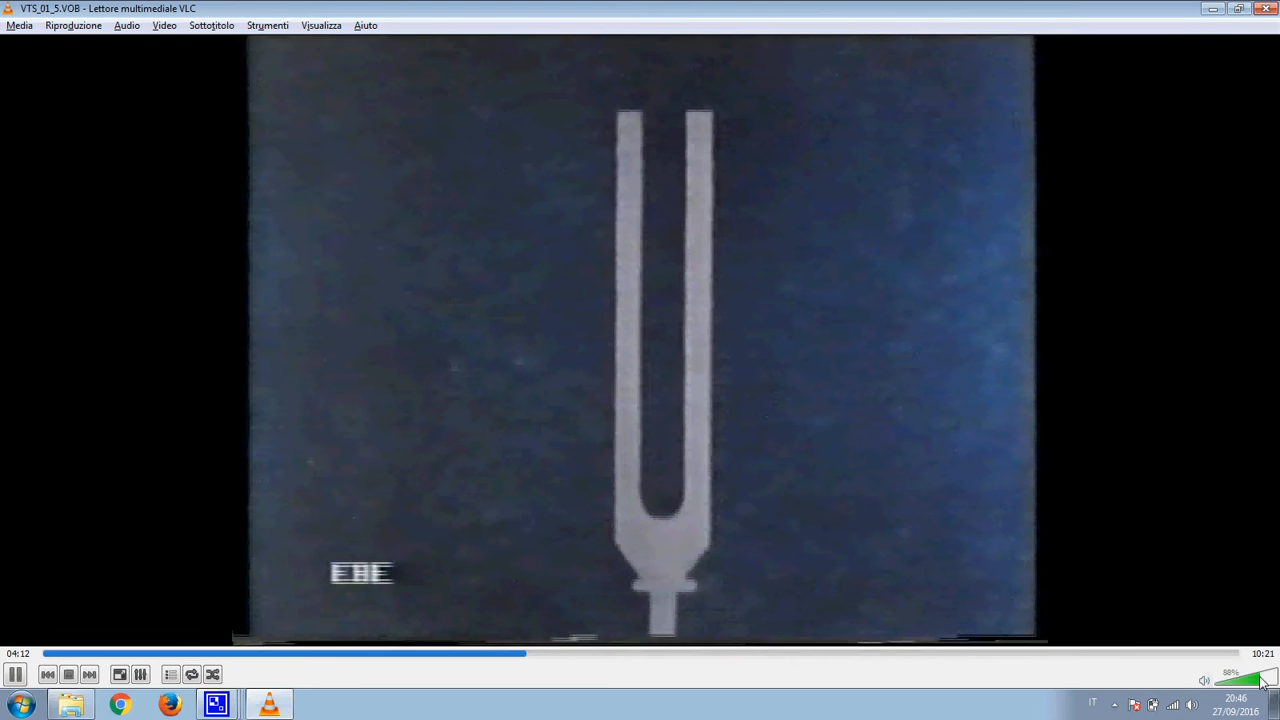 VTS_01_5.VOB - Lettore multimediale VLC
Media Riproduzione Audio Video Sottotitolo Strumenti Visualizza Aiuto
04:12
10:21
88%
IT
20:46
27/09/2016